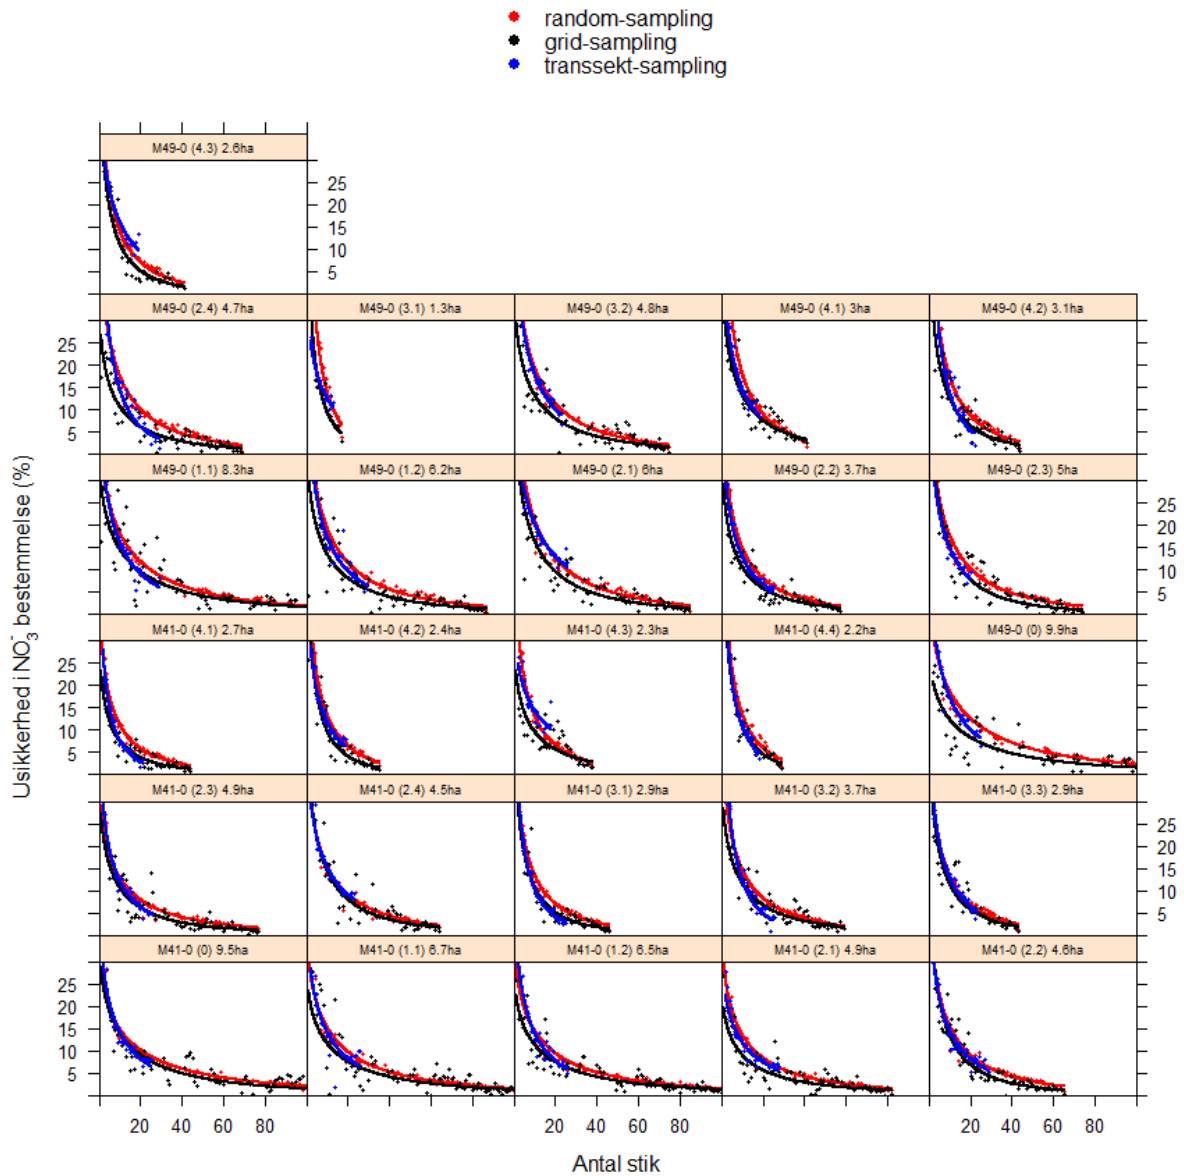 random-sampling
grid-sampling
transsekt-sampling
M49-0 (4.3) 2.6ha
25
20
15
10
5
M49-0 (2.4) 4.7ha
M49-0 (3.1) 1.3ha
M49-0 (3.2) 4.8ha
M49-0 (4.1) 3ha
M49-0 (4.2) 3.1ha
25
20
15
10
5
M49-0 (1.1) 8.3ha
M49-0 (1.2) 6.2ha
M49-0 (2.1) 6ha
M49-0 (2.2) 3.7ha
M49-0 (2.3) 5ha
25
20
15
10
5
M41-0 (4.1) 2.7ha
M41-0 (4.2) 2.4ha
M41-0 (4.3) 2.3ha
M41-0 (4.4) 2.2ha
M49-0 (0) 9.9ha
25
20
15
10
5
M41-0 (2.3) 4.9ha
M41-0 (2.4) 4.5ha
M41-0 (3.1) 2.9ha
M41-0 (3.2) 3.7ha
M41-0 (3.3) 2.9ha
25
20
15
10
5
M41-0 (0) 9.5ha
M41-0 (1.1) 6.7ha
M41-0 (1.2) 6.5ha
M41-0 (2.1) 4.9ha
M41-0 (2.2) 4.6ha
25
20
15
10
5
20 40 60 80
20 40 60 80
20 40 60 80
Antal stik
Usikkerhed i NO₃⁻ bestemmelse (%)